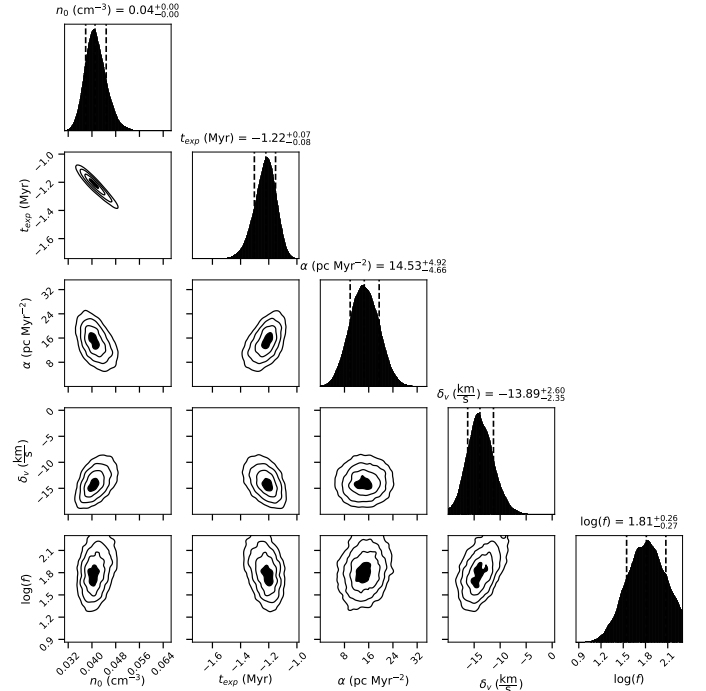 n₀ (cm⁻³) = 0.04+0.00−0.00
t_exp (Myr) = −1.22+0.07−0.08
−1.0
−1.2
−1.4
−1.6
t_exp (Myr)
α (pc Myr⁻²) = 14.53+4.92−4.66
32
24
16
8
α (pc Myr⁻²)
δᵥ (km/s) = −13.89+2.60−2.35
0
−5
−10
−15
δᵥ (km/s)
log(f) = 1.81+0.26−0.27
2.1
1.8
1.5
1.2
0.9
log(f)
0.032 0.040 0.048 0.056 0.064
n₀ (cm⁻³)
−1.6 −1.4 −1.2 −1.0
t_exp (Myr)
8 16 24 32
α (pc Myr⁻²)
−15 −10 −5 0
δᵥ (km/s)
0.9 1.2 1.5 1.8 2.1
log(f)